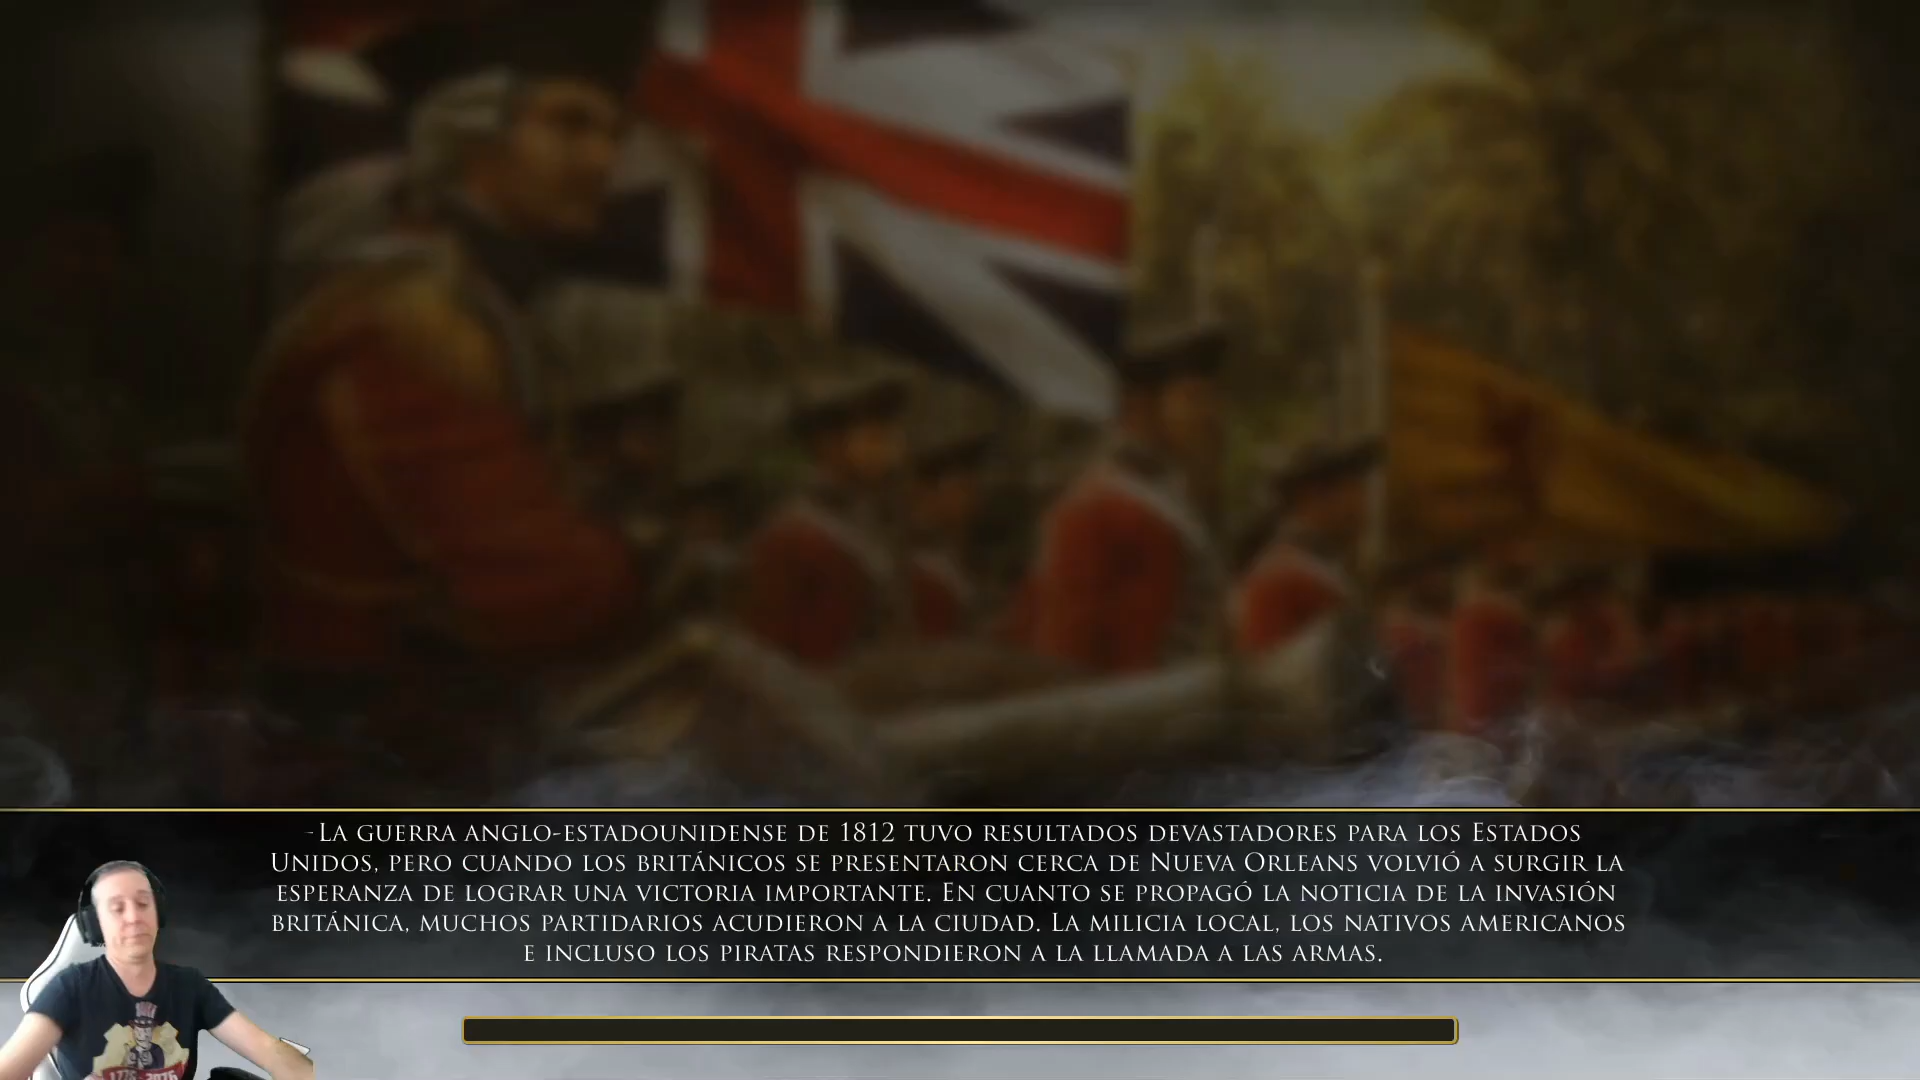 -La guerra anglo-estadounidense de 1812 tuvo resultados devastadores para los Estados
Unidos, pero cuando los británicos se presentaron cerca de Nueva Orleans volvió a surgir la
esperanza de lograr una victoria importante. En cuanto se propagó la noticia de la invasión
británica, muchos partidarios acudieron a la ciudad. La milicia local, los nativos americanos
e incluso los piratas respondieron a la llamada a las armas.